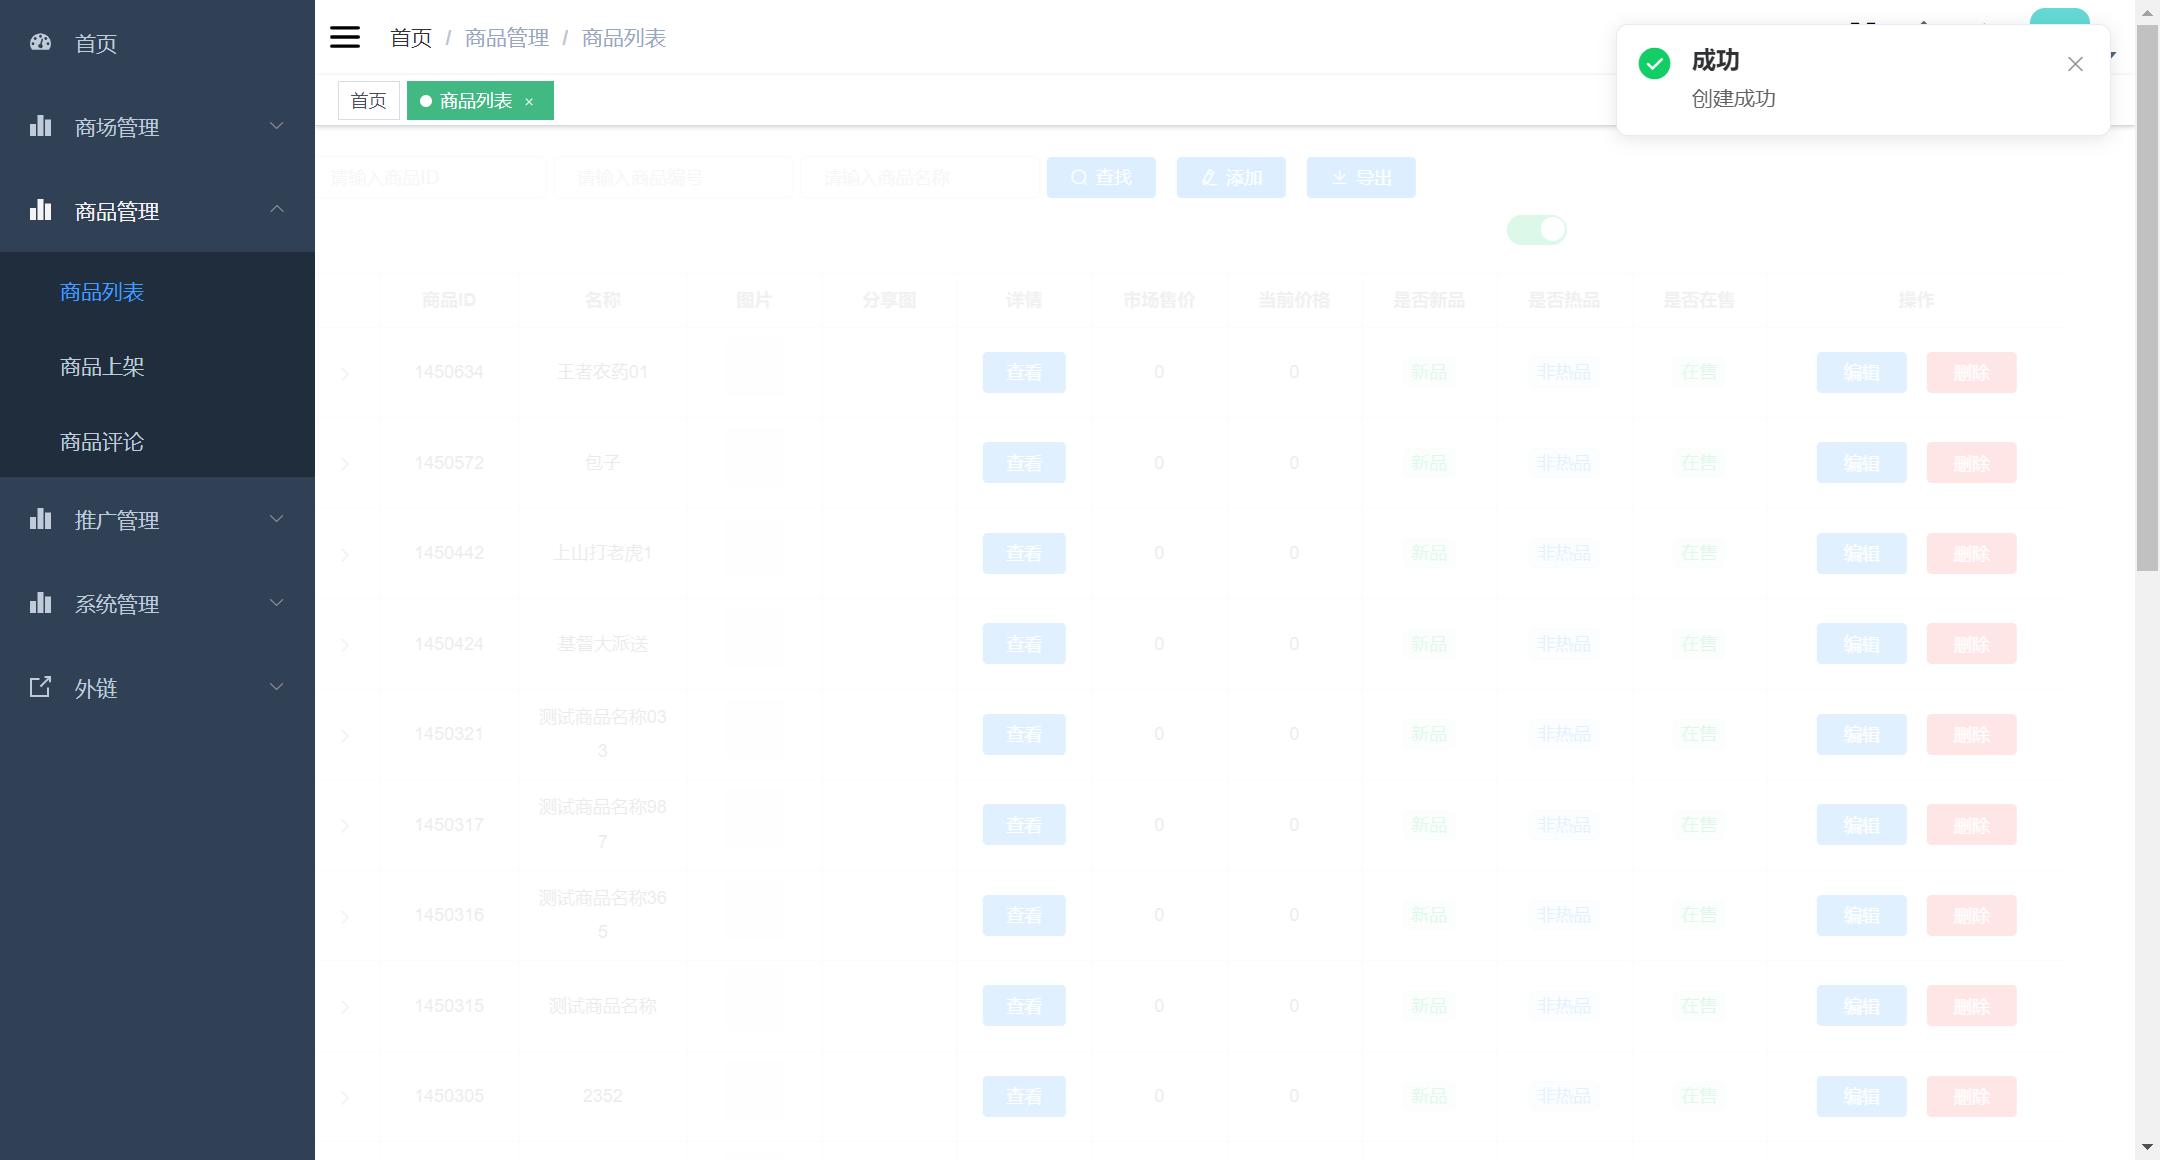 首页
商场管理
商品管理
商品列表
商品上架
商品评论
推广管理
系统管理
外链
首页 / 商品管理 / 商品列表
首页 商品列表 ×
成功
创建成功
请输入商品ID 请输入商品编号 请输入商品名称 查找 添加 导出
商品ID 名称 图片 分享图 详情 市场售价 当前价格 是否新品 是否热品 是否在售 操作
1450634 王者农药01 查看 0 0 新品 非热品 在售 编辑 删除
1450572 包子 查看 0 0 新品 非热品 在售 编辑 删除
1450442 上山打老虎1 查看 0 0 新品 非热品 在售 编辑 删除
1450424 基督大派送 查看 0 0 新品 非热品 在售 编辑 删除
1450321 测试商品名称03
3 查看 0 0 新品 非热品 在售 编辑 删除
1450317 测试商品名称98
7 查看 0 0 新品 非热品 在售 编辑 删除
1450316 测试商品名称36
5 查看 0 0 新品 非热品 在售 编辑 删除
1450315 测试商品名称 查看 0 0 新品 非热品 在售 编辑 删除
1450305 2352 查看 0 0 新品 非热品 在售 编辑 删除